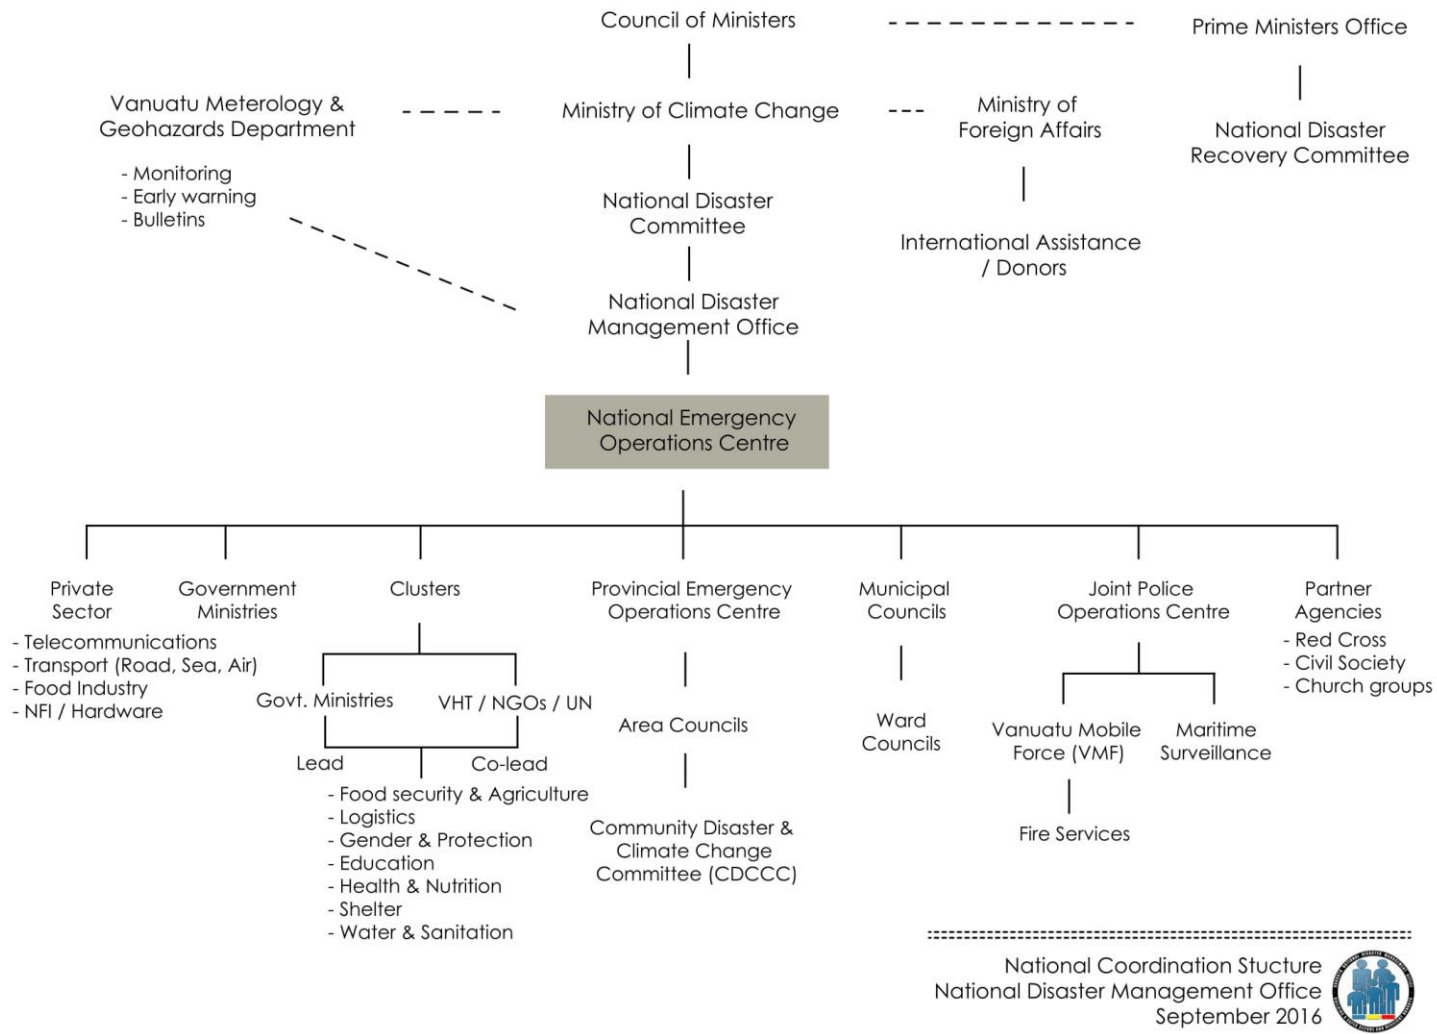 Council of Ministers
Prime Ministers Office
Vanuatu Meterology &
Geohazards Department
- Monitoring
- Early warning
- Bulletins
Ministry of Climate Change
Ministry of
Foreign Affairs
National Disaster
Recovery Committee
National Disaster
Committee
International Assistance
/ Donors
National Disaster
Management Office
National Emergency
Operations Centre
Private
Sector
- Telecommunications
- Transport (Road, Sea, Air)
- Food Industry
- NFI / Hardware
Government
Ministries
Clusters
Govt. Ministries
VHT / NGOs / UN
Lead
Co-lead
- Food security & Agriculture
- Logistics
- Gender & Protection
- Education
- Health & Nutrition
- Shelter
- Water & Sanitation
Provincial Emergency
Operations Centre
Area Councils
Community Disaster &
Climate Change
Committee (CDCCC)
Municipal
Councils
Ward
Councils
Joint Police
Operations Centre
Vanuatu Mobile
Force (VMF)
Maritime
Surveillance
Fire Services
Partner
Agencies
- Red Cross
- Civil Society
- Church groups
National Coordination Stucture
National Disaster Management Office
September 2016